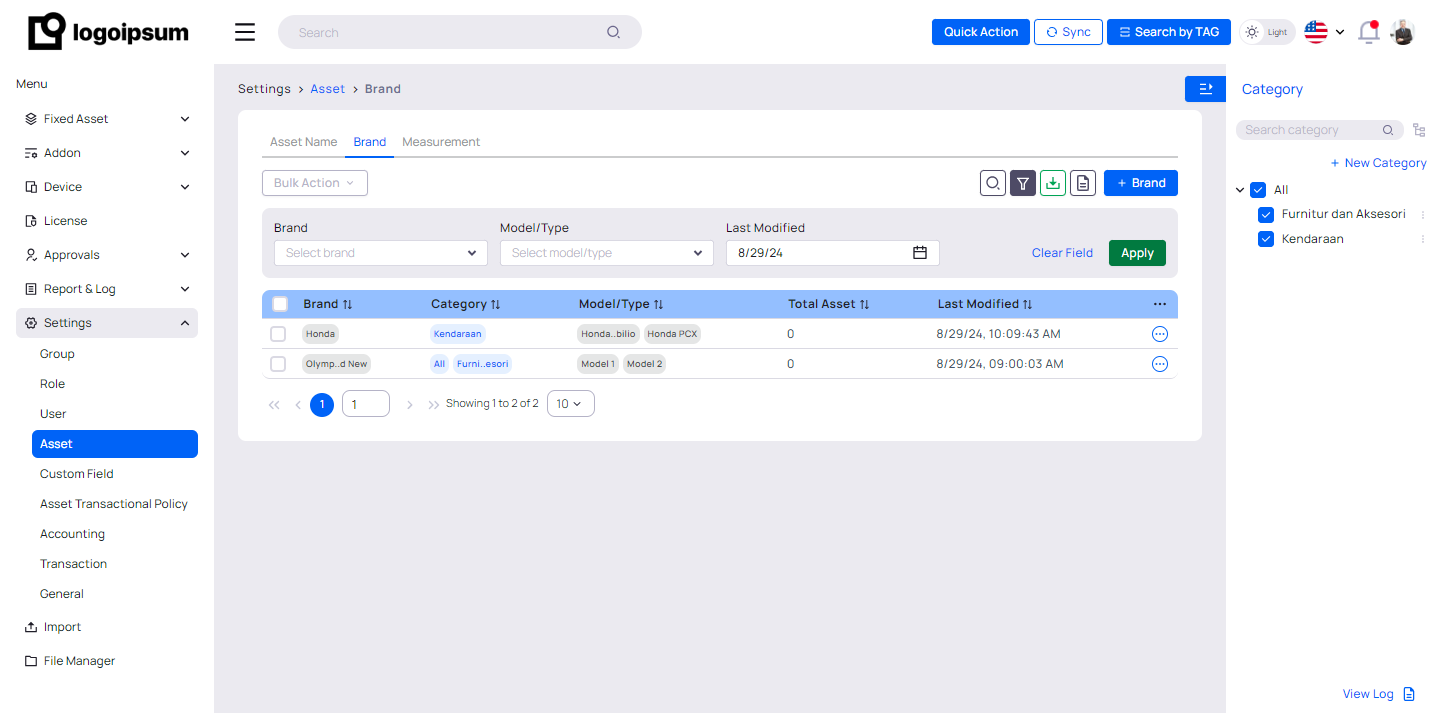 logoipsum
Search
Quick Action
Sync
Search by TAG
Light
Menu
Fixed Asset
Addon
Device
License
Approvals
Report & Log
Settings
Group
Role
User
Asset
Custom Field
Asset Transactional Policy
Accounting
Transaction
General
Import
File Manager
Settings > Asset > Brand
Asset Name Brand Measurement
Bulk Action
+ Brand
Brand Model/Type Last Modified
Select brand Select model/type 8/29/24 Clear Field Apply
Brand Category Model/Type Total Asset Last Modified
Honda Kendaraan Honda..bilio Honda PCX 0 8/29/24, 10:09:43 AM
Olymp..d New All Furni..esori Model 1 Model 2 0 8/29/24, 09:00:03 AM
1 1 Showing 1 to 2 of 2 10
Category
Search category
+ New Category
All
Furnitur dan Aksesori
Kendaraan
View Log